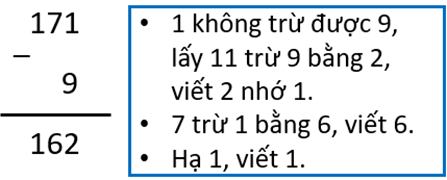 171
–
9
162
• 1 không trừ được 9,
lấy 11 trừ 9 bằng 2,
viết 2 nhớ 1.
• 7 trừ 1 bằng 6, viết 6.
• Hạ 1, viết 1.